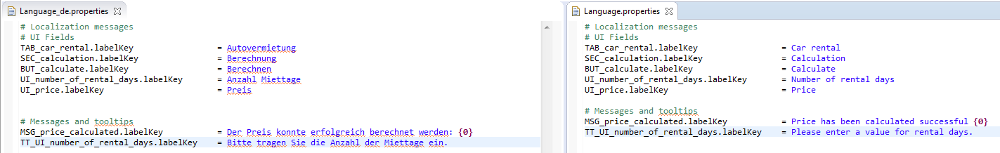 Language_de.properties
# Localization messages
# UI Fields
TAB_car_rental.labelKey = Autovermietung
SEC_calculation.labelKey = Berechnung
BUT_calculate.labelKey = Berechnen
UI_number_of_rental_days.labelKey = Anzahl Miettage
UI_price.labelKey = Preis
# Messages and tooltips
MSG_price_calculated.labelKey = Der Preis konnte erfolgreich berechnet werden: {0}
TT_UI_number_of_rental_days.labelKey = Bitte tragen Sie die Anzahl der Miettage ein.
Language.properties
# Localization messages
# UI Fields
TAB_car_rental.labelKey = Car rental
SEC_calculation.labelKey = Calculation
BUT_calculate.labelKey = Calculate
UI_number_of_rental_days.labelKey = Number of rental days
UI_price.labelKey = Price
# Messages and tooltips
MSG_price_calculated.labelKey = Price has been calculated successful {0}
TT_UI_number_of_rental_days.labelKey = Please enter a value for rental days.